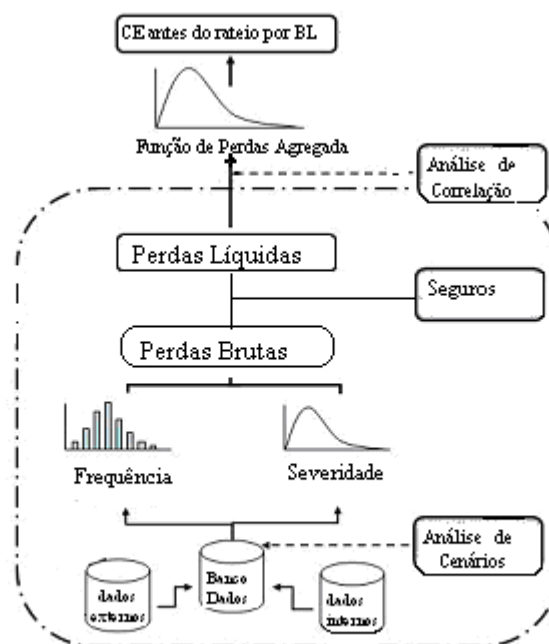 CE antes do rateio por BL
Função de Perdas Agregada
Análise de
Correlação
Perdas Líquidas
Seguros
Perdas Brutas
Frequência
Severidade
Análise de
Cenários
Banco
Dados
dados
externos
dados
internos